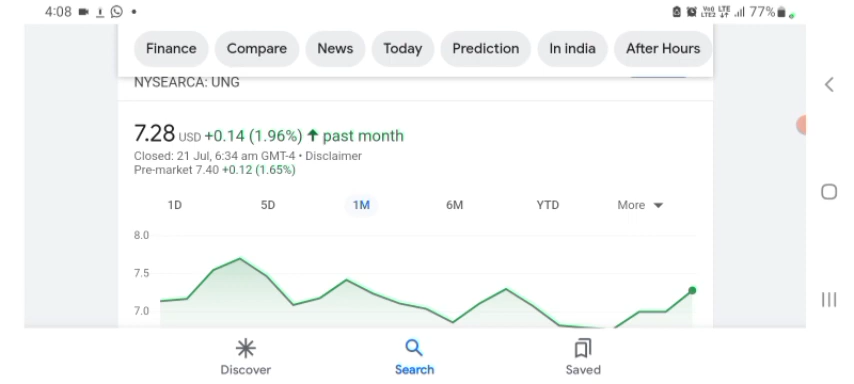 4:08
77%
Finance Compare News Today Prediction In india After Hours
NYSEARCA: UNG
7.28 USD +0.14 (1.96%) ↑ past month
Closed: 21 Jul, 6:34 am GMT-4 • Disclaimer
Pre-market 7.40 +0.12 (1.65%)
1D 5D 1M 6M YTD More
8.0
7.5
7.0
Discover Search Saved